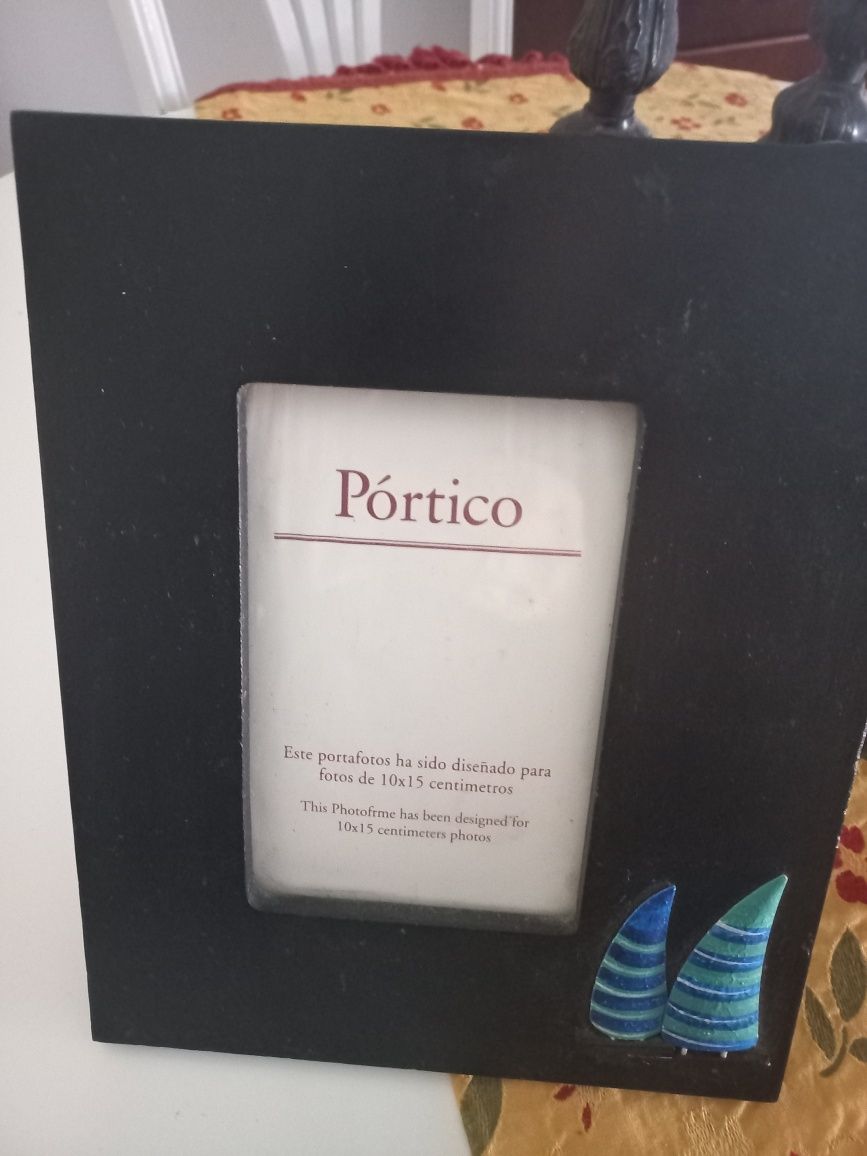 Pórtico
Este portafotos ha sido diseñado para
fotos de 10x15 centimetros
This Photofrme has been designed for
10x15 centimeters photos